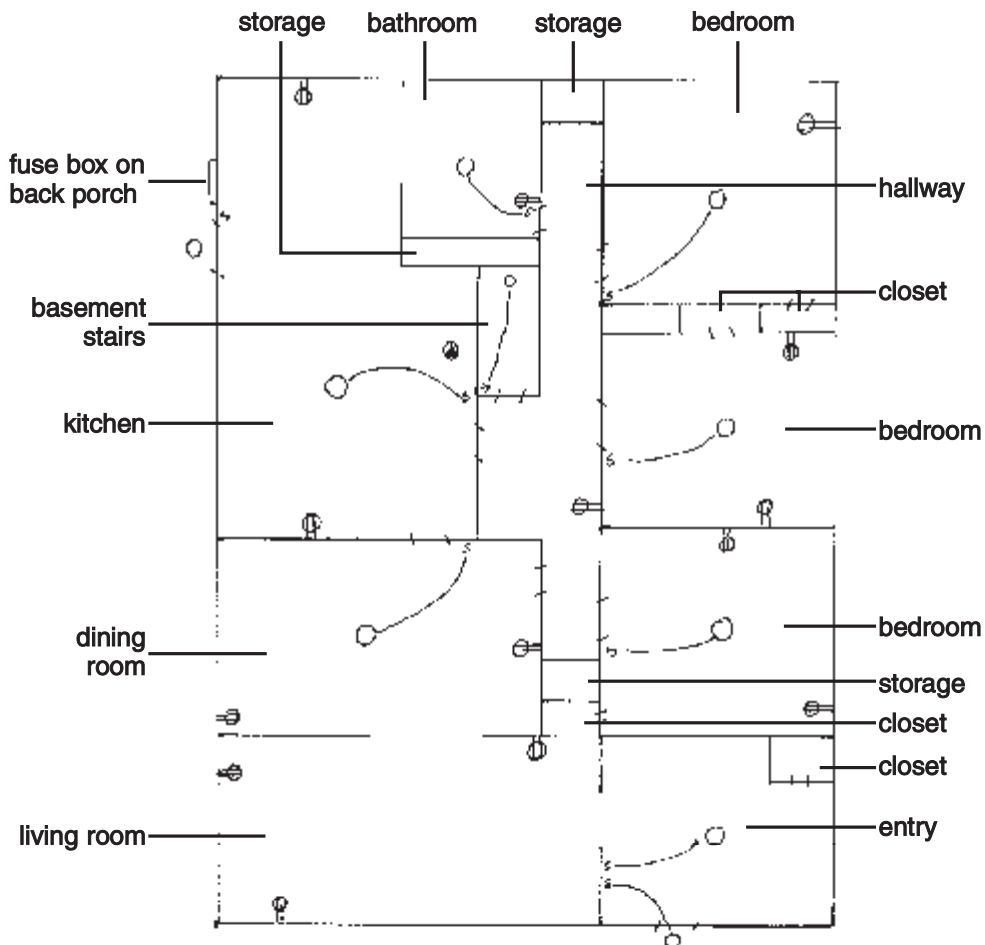 storage
bathroom
storage
bedroom
fuse box on
back porch
hallway
closet
basement
stairs
kitchen
bedroom
dining
room
bedroom
storage
closet
closet
living room
entry